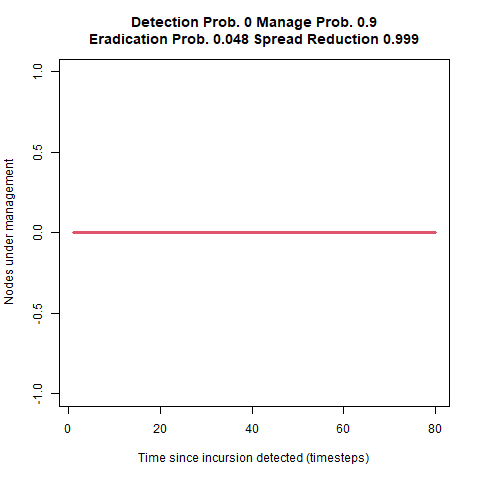 Detection Prob. 0 Manage Prob. 0.9
Eradication Prob. 0.048 Spread Reduction 0.999
Nodes under management
1.0
0.5
0.0
-0.5
-1.0
0 20 40 60 80
Time since incursion detected (timesteps)